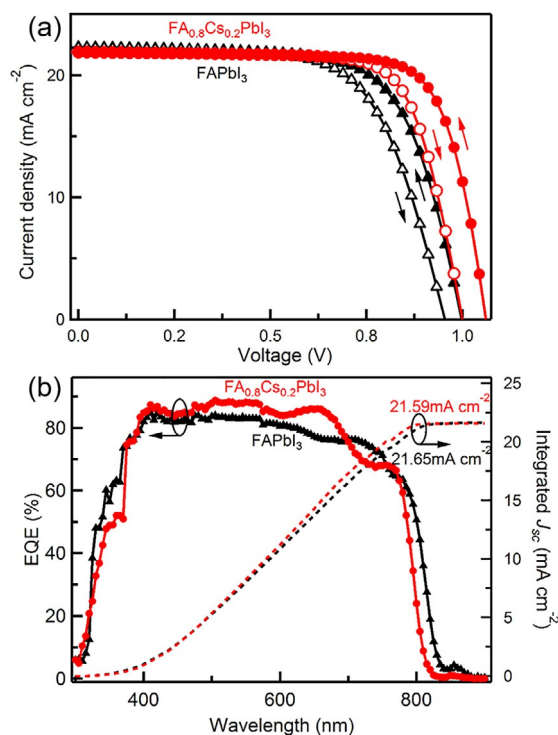 (a)
FA0.8Cs0.2PbI3
FAPbI3
20
10
0
Current density (mA cm-2)
0.0
0.2
0.4
0.6
0.8
1.0
Voltage (V)
(b)
FA0.8Cs0.2PbI3
FAPbI3
21.59mA cm-2
21.65mA cm-2
80
60
40
20
0
EQE (%)
25
20
15
10
5
0
Integrated Jsc (mA cm-2)
400
500
600
700
800
Wavelength (nm)